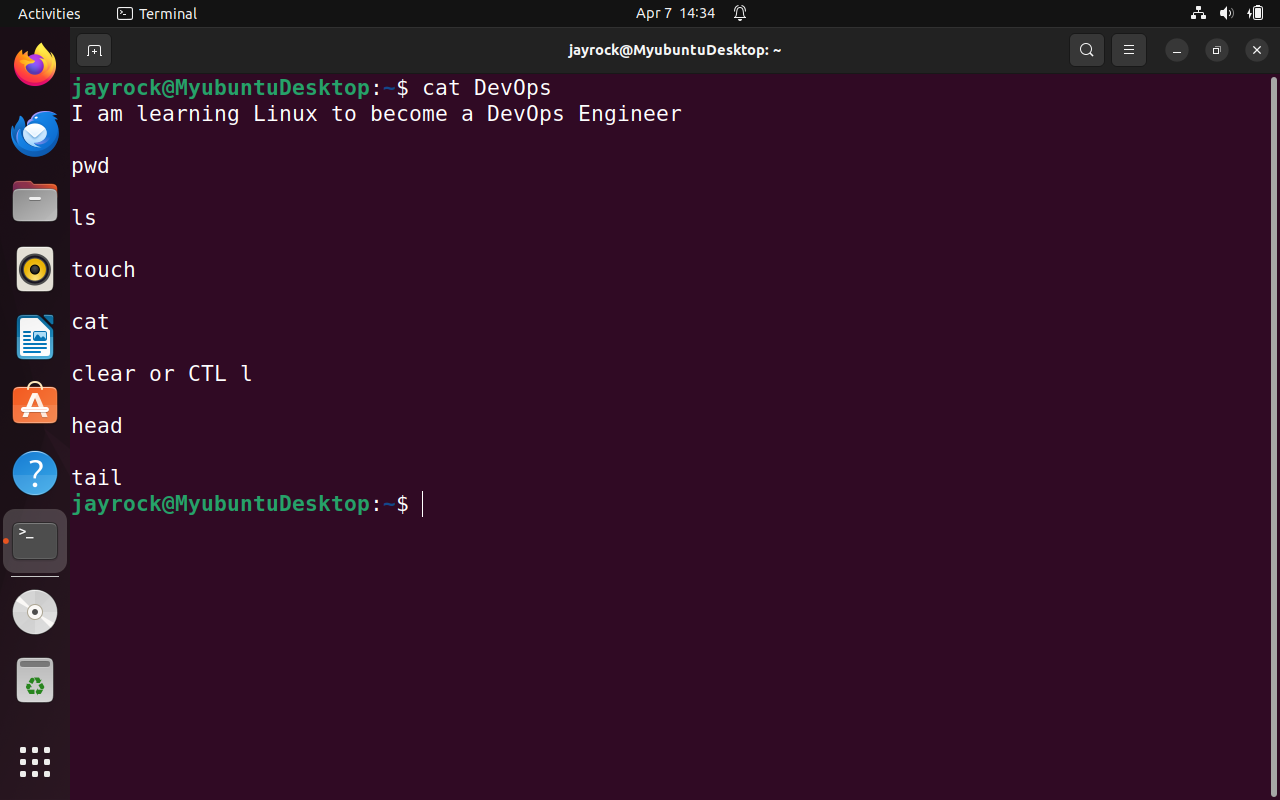 Activities
Terminal
Apr 7 14:34
jayrock@MyubuntuDesktop: ~
jayrock@MyubuntuDesktop:~$ cat DevOps
I am learning Linux to become a DevOps Engineer
pwd
ls
touch
cat
clear or CTL l
head
tail
jayrock@MyubuntuDesktop:~$